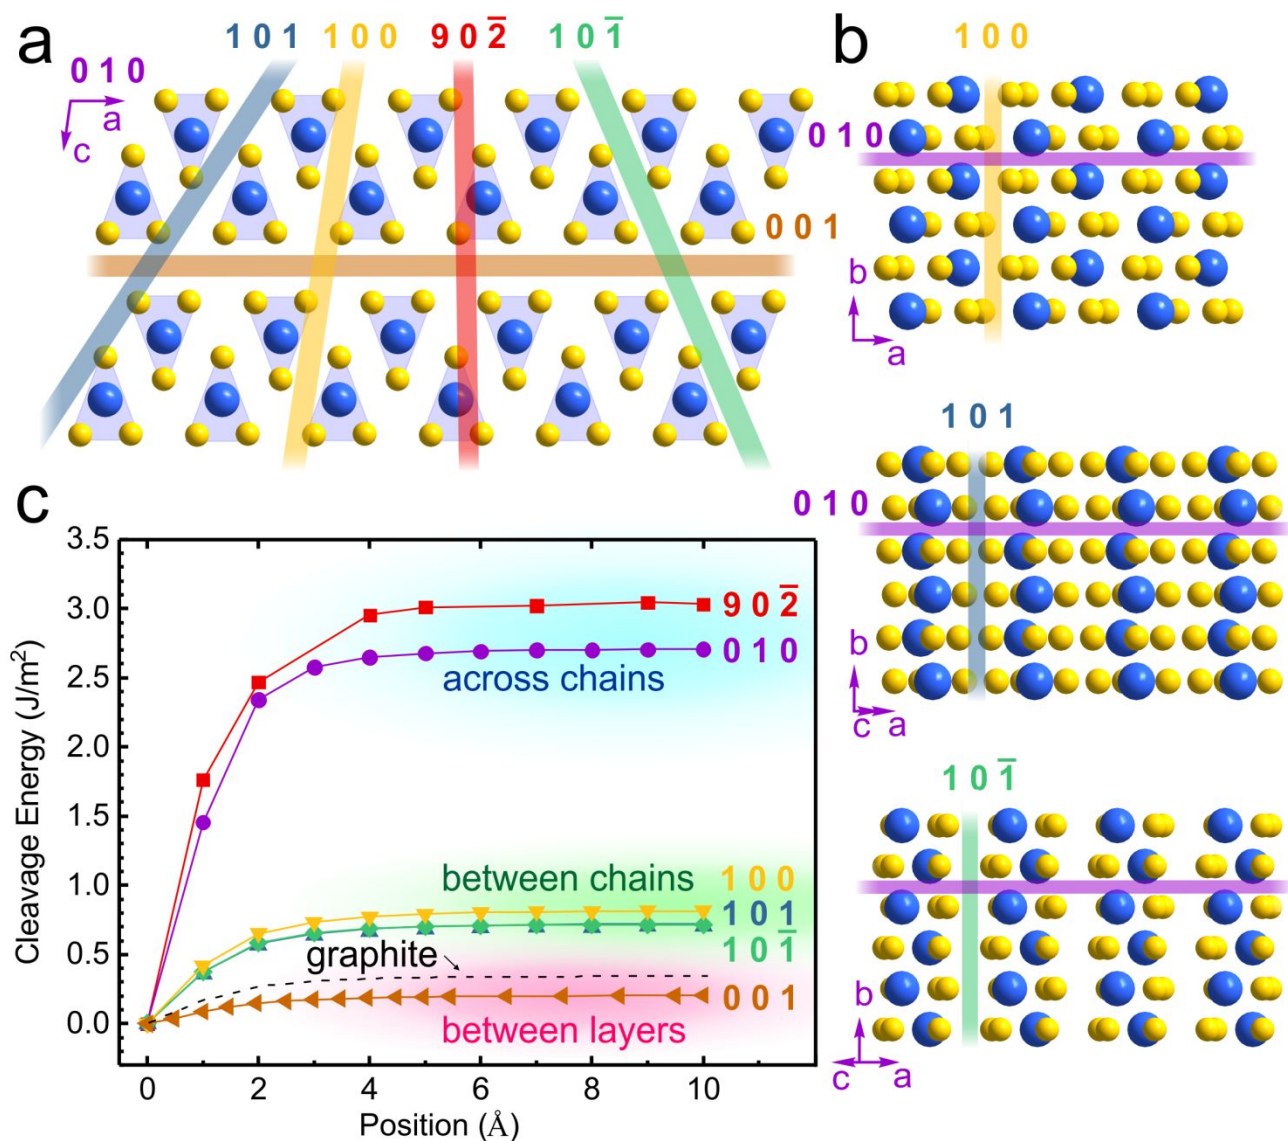 a
1 0 1
1 0 0
9 0 2̅
1 0 1̅
0 1 0
a
c
0 0 1
b
1 0 0
0 1 0
b
a
1 0 1
0 1 0
b
c a
1 0 1̅
b
c a
c
3.5
3.0
2.5
2.0
1.5
1.0
0.5
0.0
Cleavage Energy (J/m²)
9 0 2̅
0 1 0
across chains
between chains
1 0 0
1 0 1
1 0 1̅
graphite
0 0 1
between layers
0 2 4 6 8 10
Position (Å)